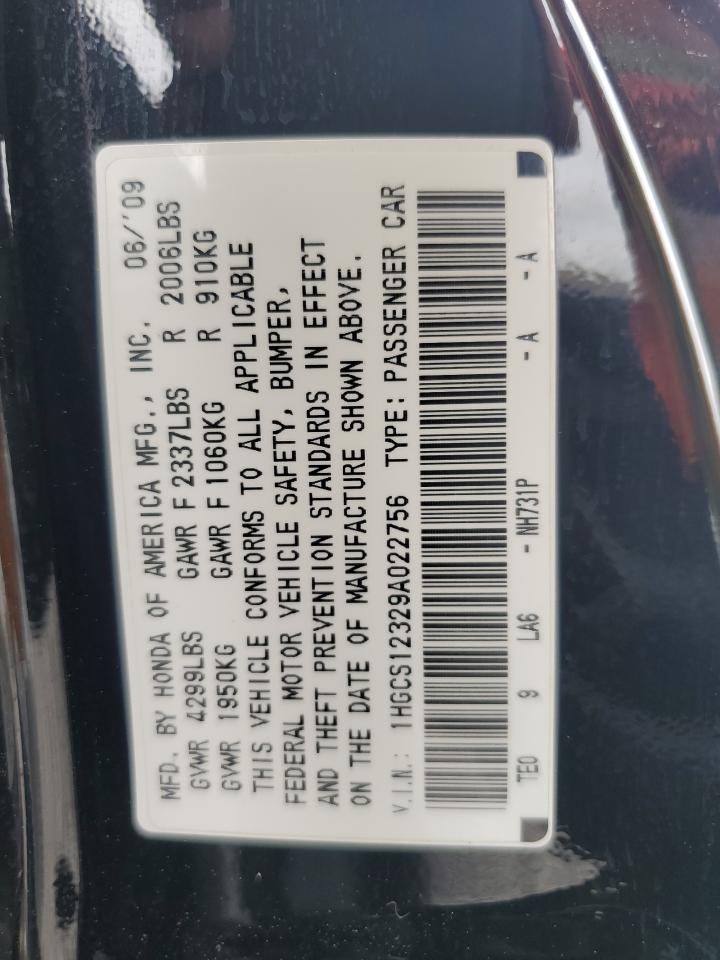 MFD. BY HONDA OF AMERICA MFG., INC. 06/'09
GVWR 4299LBS GAWR F 2337LBS R 2006LBS
GVWR 1950KG GAWR F 1060KG R 910KG
THIS VEHICLE CONFORMS TO ALL APPLICABLE
FEDERAL MOTOR VEHICLE SAFETY, BUMPER,
AND THEFT PREVENTION STANDARDS IN EFFECT
ON THE DATE OF MANUFACTURE SHOWN ABOVE.
V.I.N.: 1HGCS12329A022756 TYPE: PASSENGER CAR
TE0 9 LA6 - NH731P - A - A